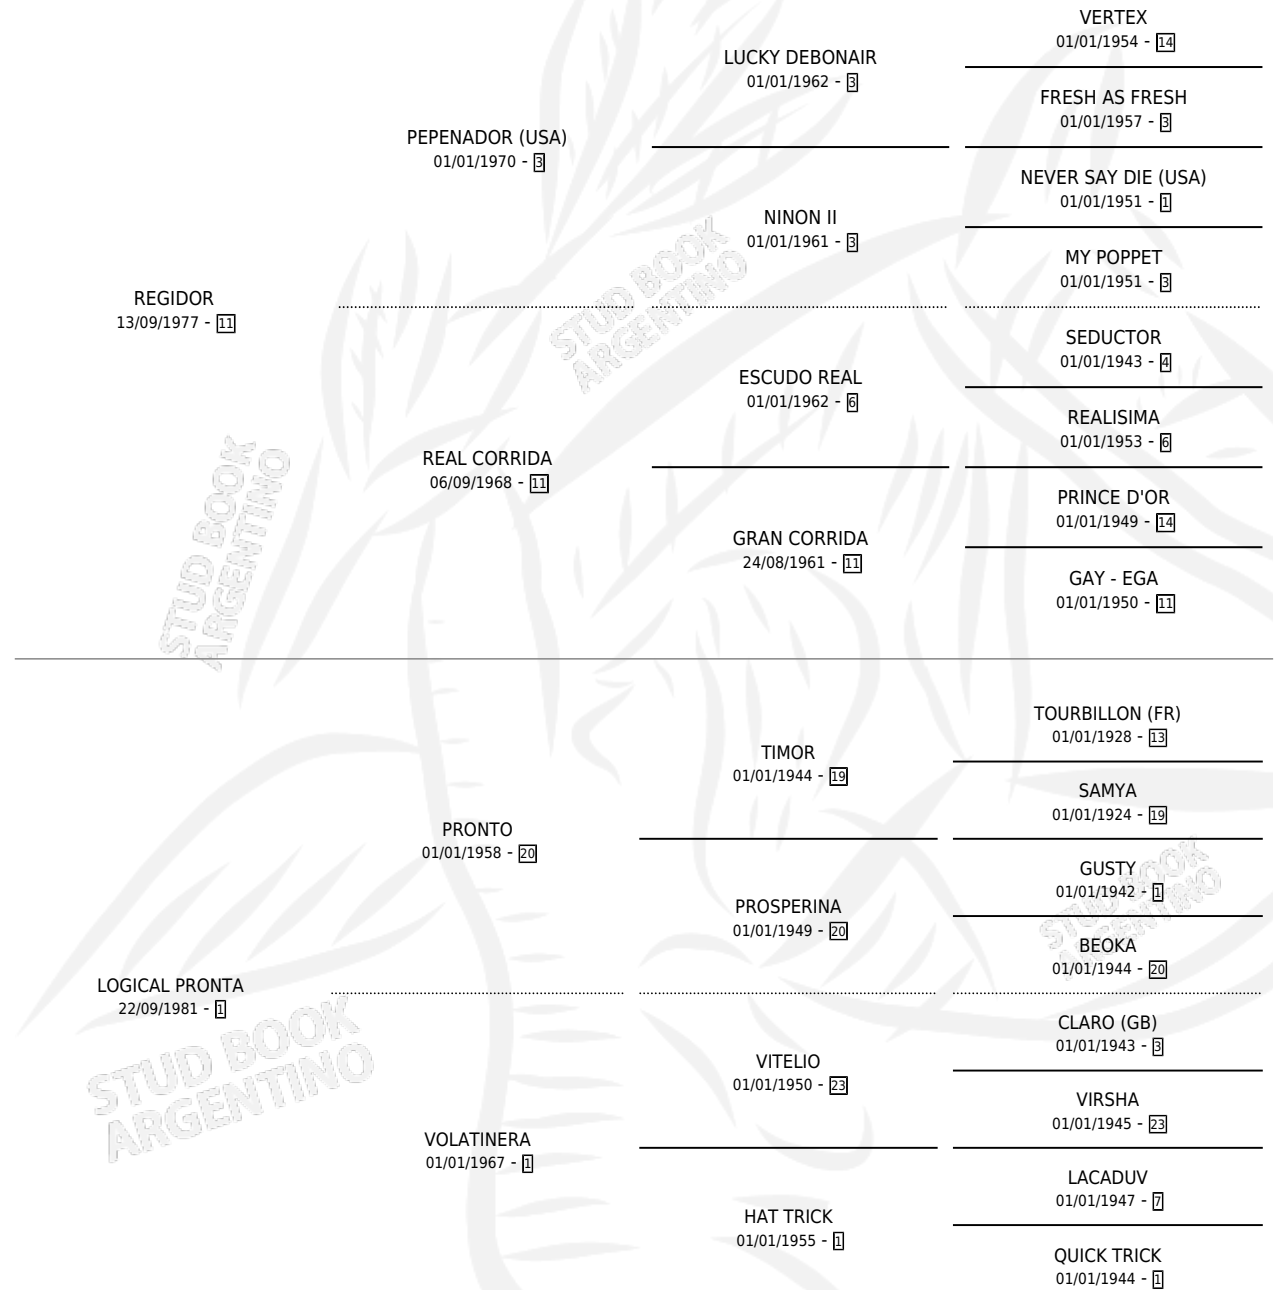 VERTEX
01/01/1954 - 14
LUCKY DEBONAIR
01/01/1962 - 3
FRESH AS FRESH
01/01/1957 - 3
PEPENADOR (USA)
01/01/1970 - 3
NEVER SAY DIE (USA)
01/01/1951 - 1
NINON II
01/01/1961 - 3
MY POPPET
01/01/1951 - 3
REGIDOR
13/09/1977 - 11
SEDUCTOR
01/01/1943 - 4
ESCUDO REAL
01/01/1962 - 6
REALISIMA
01/01/1953 - 6
REAL CORRIDA
06/09/1968 - 11
PRINCE D'OR
01/01/1949 - 14
GRAN CORRIDA
24/08/1961 - 11
GAY - EGA
01/01/1950 - 11
STUD BOOK
ARGENTINO
STUD BOOK
ARGENTINO
TOURBILLON (FR)
01/01/1928 - 13
TIMOR
01/01/1944 - 19
SAMYA
01/01/1924 - 19
PRONTO
01/01/1958 - 20
GUSTY
01/01/1942 - 1
PROSPERINA
01/01/1949 - 20
BEOKA
01/01/1944 - 20
STUD BOOK
ARGENTINO
LOGICAL PRONTA
22/09/1981 - 1
CLARO (GB)
01/01/1943 - 3
VITELIO
01/01/1950 - 23
VIRSHA
01/01/1945 - 23
STUD BOOK
ARGENTINO
VOLATINERA
01/01/1967 - 1
LACADUV
01/01/1947 - 7
HAT TRICK
01/01/1955 - 1
QUICK TRICK
01/01/1944 - 1